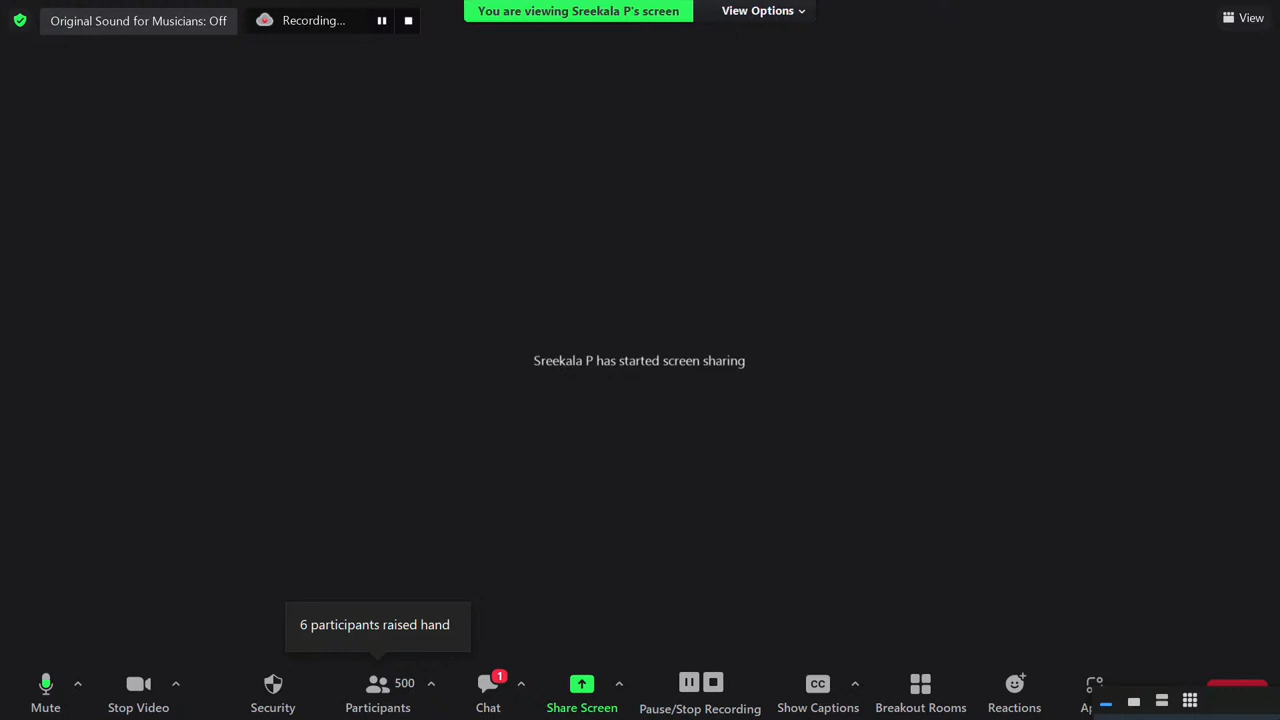 Original Sound for Musicians: Off
Recording...
You are viewing Sreekala P's screen
View Options
View
Sreekala P has started screen sharing
6 participants raised hand
500
1
Mute
Stop Video
Security
Participants
Chat
Share Screen
Pause/Stop Recording
CC
Show Captions
Breakout Rooms
Reactions